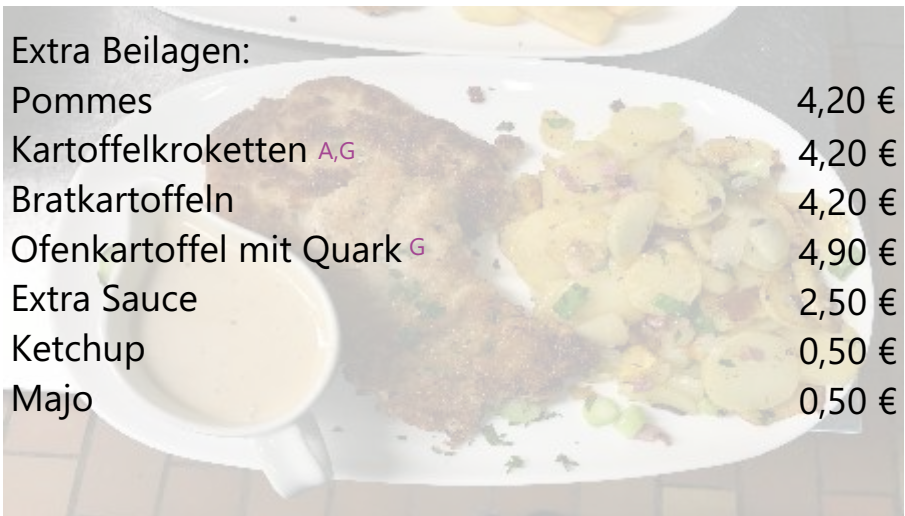 Extra Beilagen:
Pommes 4,20 €
Kartoffelkroketten A,G 4,20 €
Bratkartoffeln 4,20 €
Ofenkartoffel mit Quark G 4,90 €
Extra Sauce 2,50 €
Ketchup 0,50 €
Majo 0,50 €